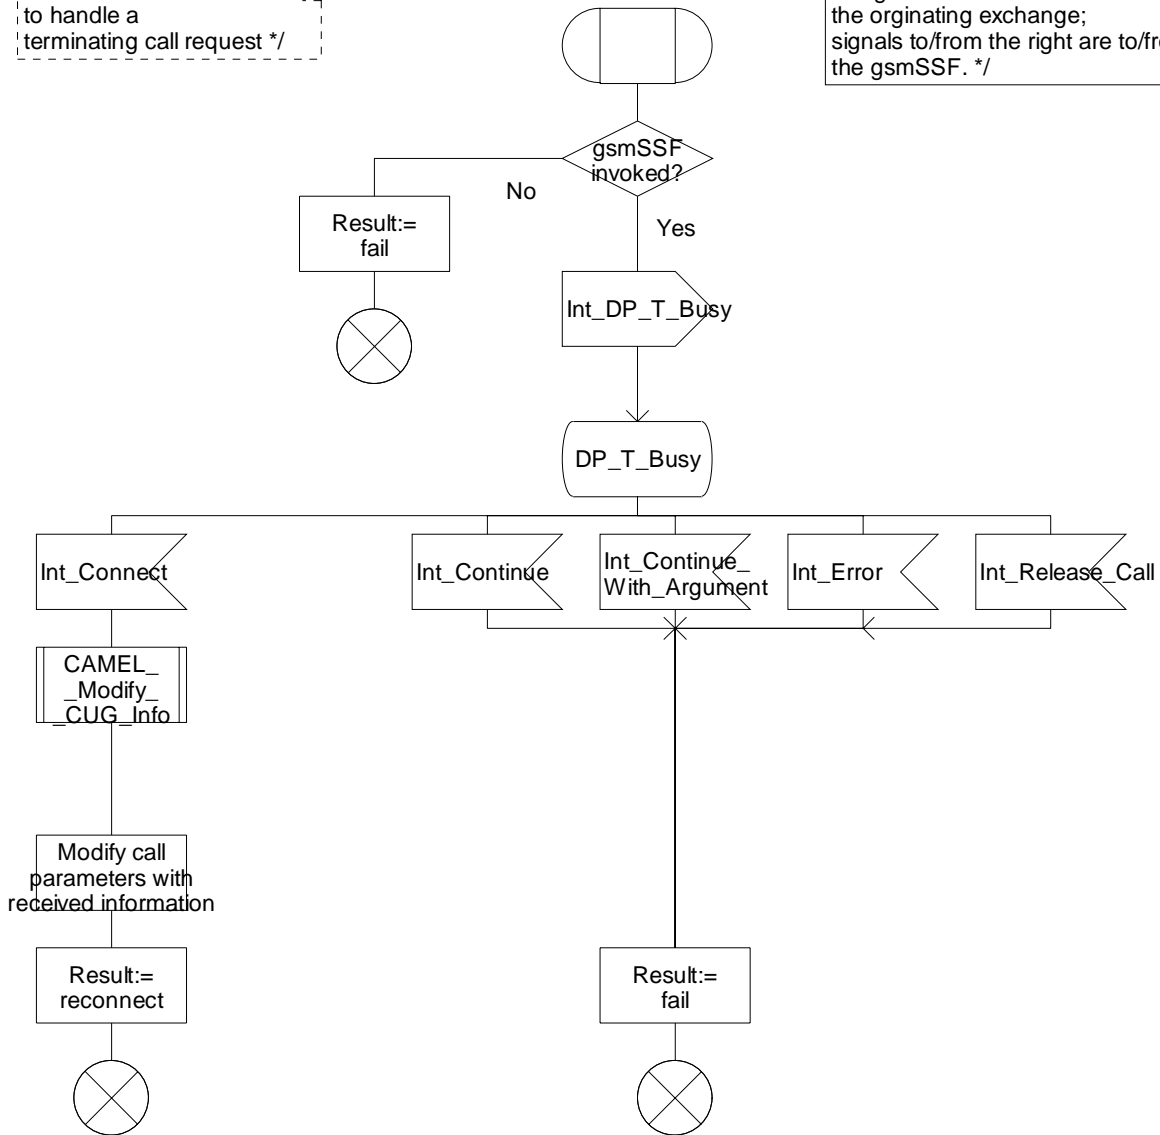 to handle a
terminating call request */
the orginating exchange;
signals to/from the right are to/fr
the gsmSSF. */
gsmSSF
invoked?
No
Yes
Result:=
fail
Int_DP_T_Busy
DP_T_Busy
Int_Connect
Int_Continue
Int_Continue_
With_Argument
Int_Error
Int_Release_Call
CAMEL_
_Modify_
_CUG_Info
Modify call
parameters with
received information
Result:=
reconnect
Result:=
fail